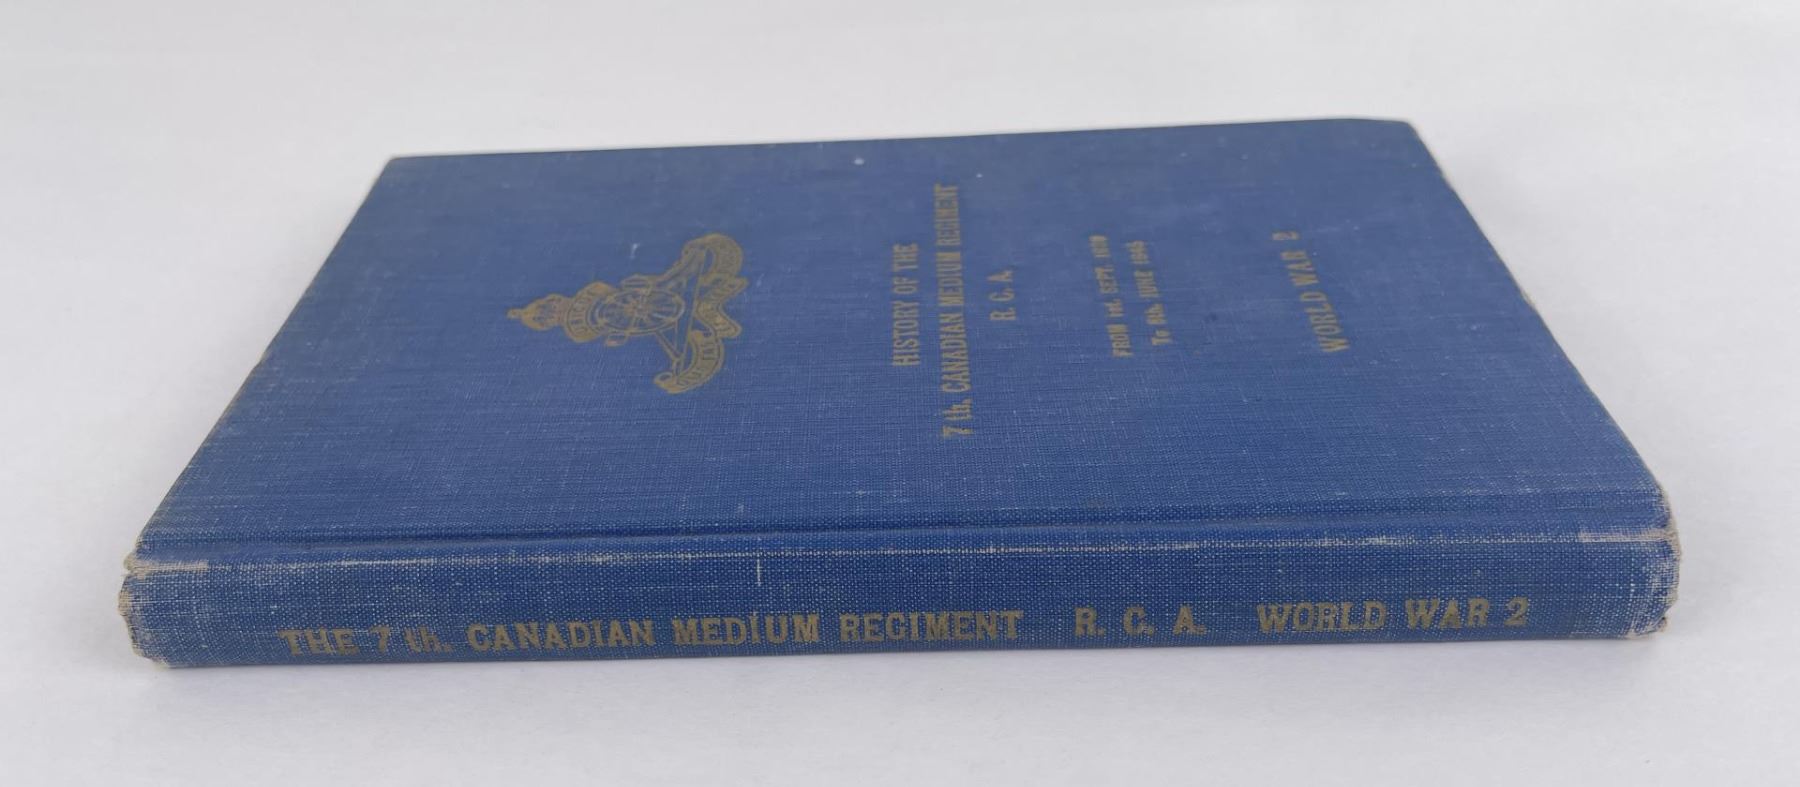 HISTORY OF THE
7 th. CANADIAN MEDIUM REGIMENT
R. C. A.
FROM 1st. SEPT. 1939
To 8th. JUNE 1945
WORLD WAR 2
THE 7 th. CANADIAN MEDIUM REGIMENT R. C. A. WORLD WAR 2